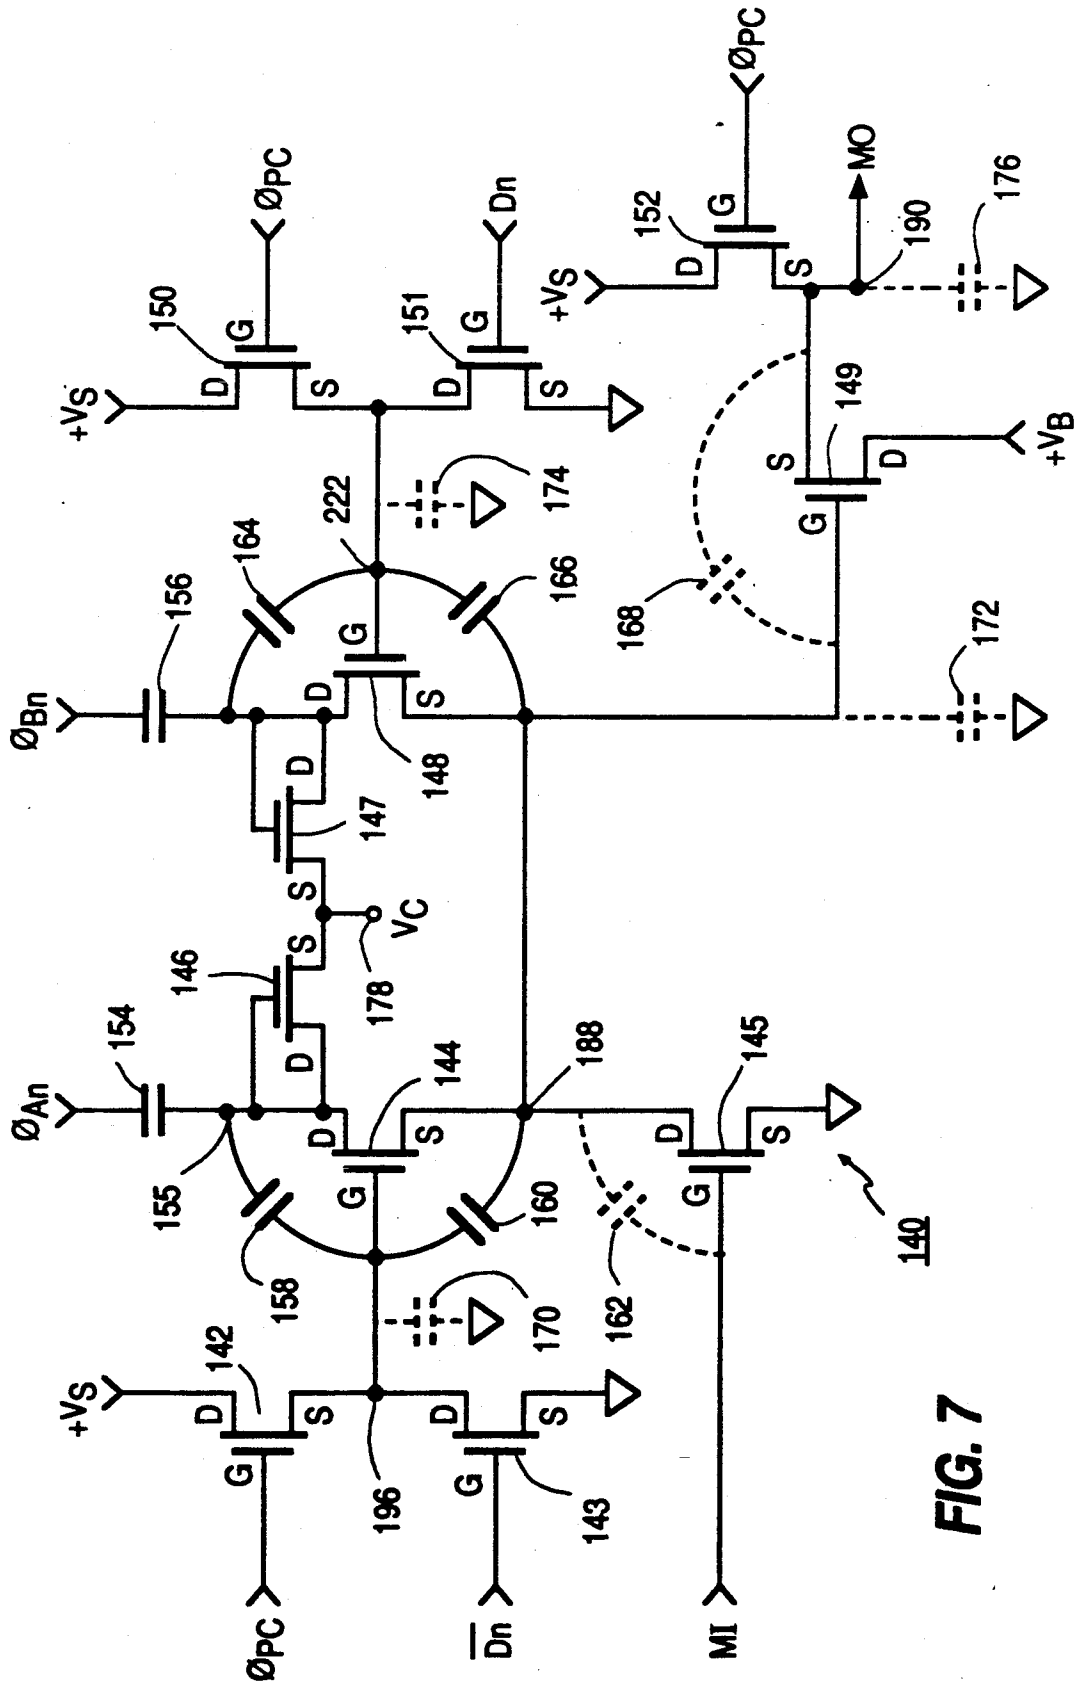 ØAn
ØBn
154
156
155
164
+VS
150
ØPC
G
D
S
+VS
142
D
G
S
158
146
D
S
S
D
147
178
VC
D
G
S
144
D
G
S
148
222
174
151
Dn
G
D
S
ØPC
196
170
160
166
D̅n̅
G
D
S
143
162
188
168
+VS
152
ØPC
G
D
S
MO
190
176
MI
G
D
S
145
G
S
D
149
+VB
172
140
FIG. 7